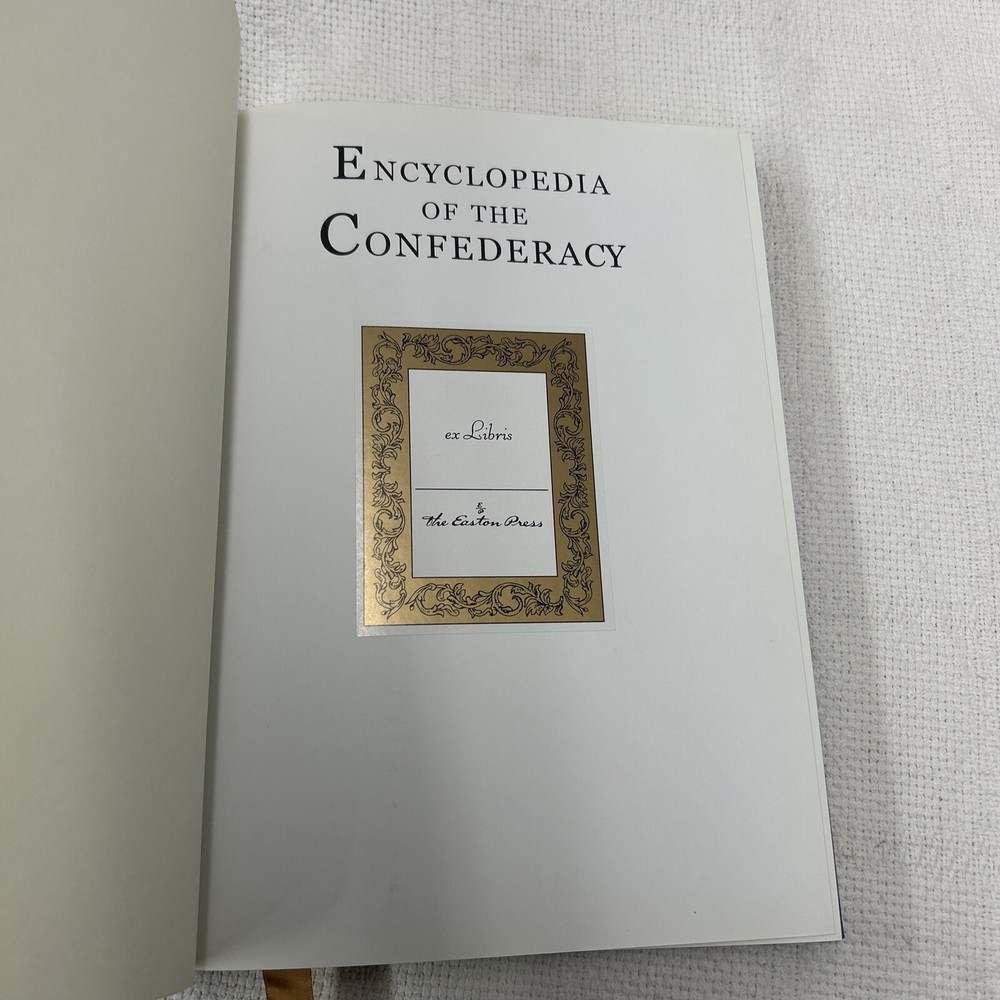 ENCYCLOPEDIA
OF THE
CONFEDERACY
ex Libris
The Easton Press